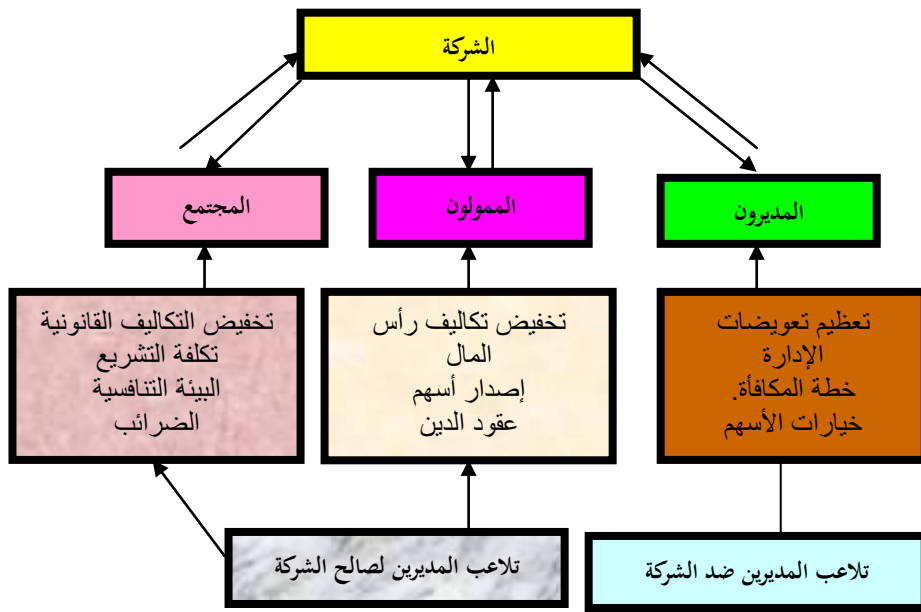 الشركة
المديرون
الممولون
المجتمع
تعظيم تعويضات
الإدارة
خطة المكافأة.
خيارات الأسهم
تخفيض تكاليف رأس
المال
إصدار أسهم
عقود الدين
تخفيض التكاليف القانونية
تكلفة التشريع
البيئة التنافسية
الضرائب
تلاعب المديرين ضد الشركة
تلاعب المديرين لصالح الشركة